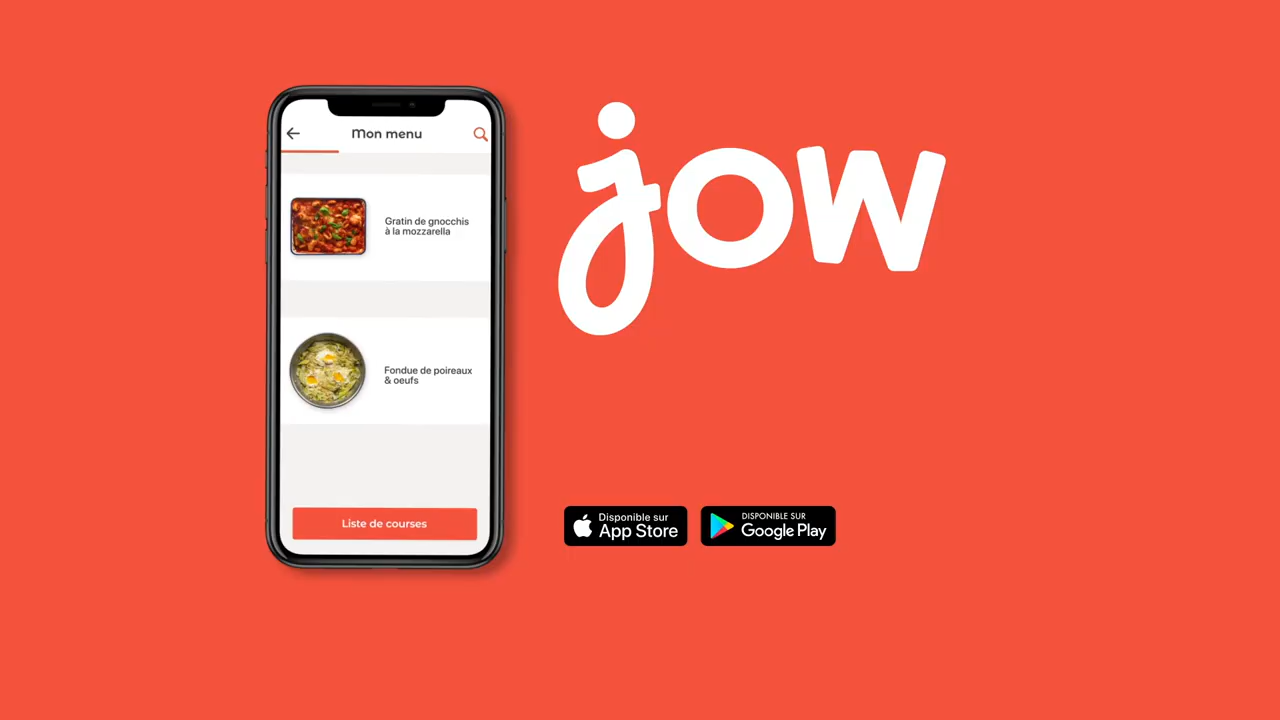 Mon menu
Gratin de gnocchis
à la mozzarella
Fondue de poireaux
& oeufs
Liste de courses
jow
Disponible sur
App Store
DISPONIBLE SUR
Google Play